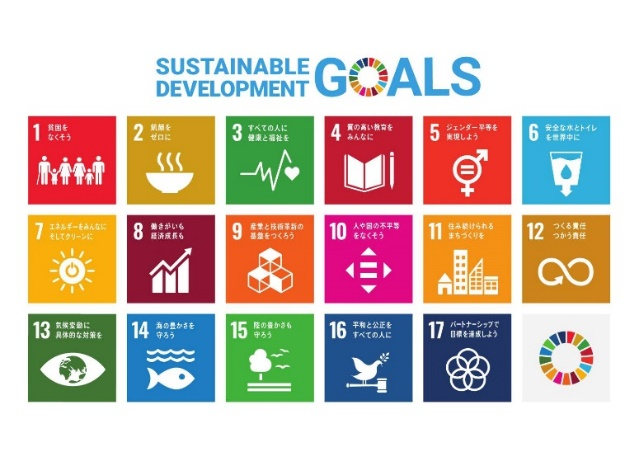 SUSTAINABLE
DEVELOPMENT
GOALS
1 貧困を
なくそう
2 飢餓を
ゼロに
3 すべての人に
健康と福祉を
4 質の高い教育を
みんなに
5 ジェンダー平等を
実現しよう
6 安全な水とトイレ
を世界中に
7 エネルギーをみんなに
そしてクリーンに
8 働きがいも
経済成長も
9 産業と技術革新の
基盤をつくろう
10 人や国の不平等
をなくそう
11 住み続けられる
まちづくりを
12 つくる責任
つかう責任
13 気候変動に
具体的な対策を
14 海の豊かさを
守ろう
15 陸の豊かさも
守ろう
16 平和と公正を
すべての人に
17 パートナーシップで
目標を達成しよう